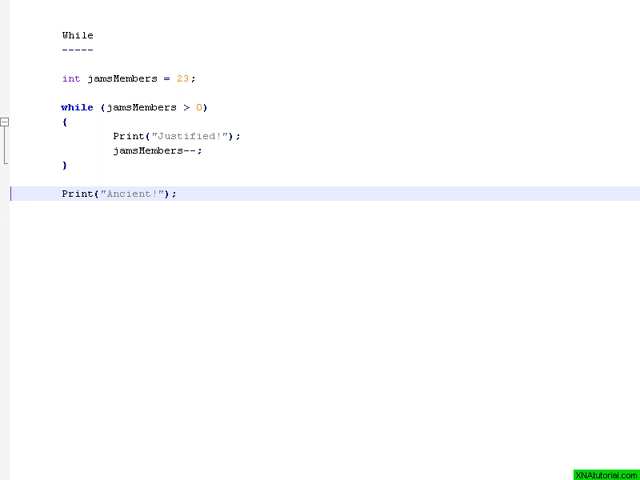 While
-----
int jamsMembers = 23;
while (jamsMembers > 0)
{
Print("Justified!");
jamsMembers--;
}
Print("Ancient!");
XNAtutorial.com